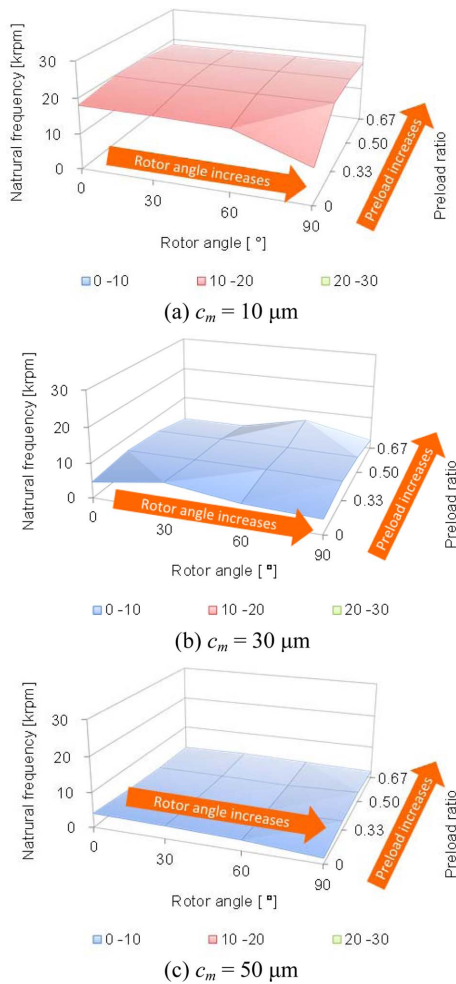 Natrural frequency [krpm]
30
20
10
0
0
30
60
90
Rotor angle [ °]
0
0.33
0.50
0.67
Preload ratio
Rotor angle increases
Preload increases
0 -10
10 -20
20 -30
(a) cm = 10 μm
Natrural frequency [krpm]
30
20
10
0
0
30
60
90
Rotor angle [ °]
0
0.33
0.50
0.67
Preload ratio
Rotor angle increases
Preload increases
0 -10
10 -20
20 -30
(b) cm = 30 μm
Natrural frequency [krpm]
30
20
10
0
0
30
60
90
Rotor angle [ °]
0
0.33
0.50
0.67
Preload ratio
Rotor angle increases
Preload increases
0 -10
10 -20
20 -30
(c) cm = 50 μm